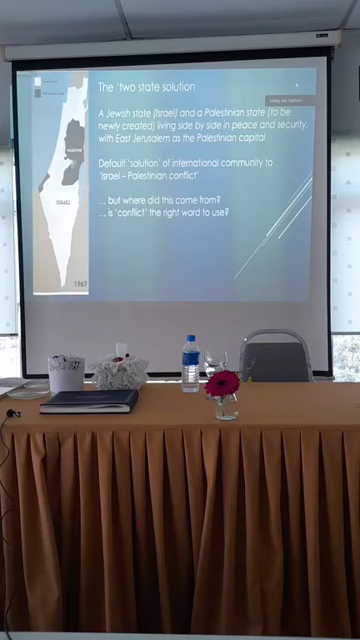 The 'two state solution
A Jewish state (Israel) and a Palestinian state (to be
newly created) living side by side in peace and security,
with East Jerusalem as the Palestinian capital
Default 'solution' of international community to
'Israel – Palestinian conflict'
... but where did this come from?
... is 'conflict' the right word to use?
ISRAEL
1967